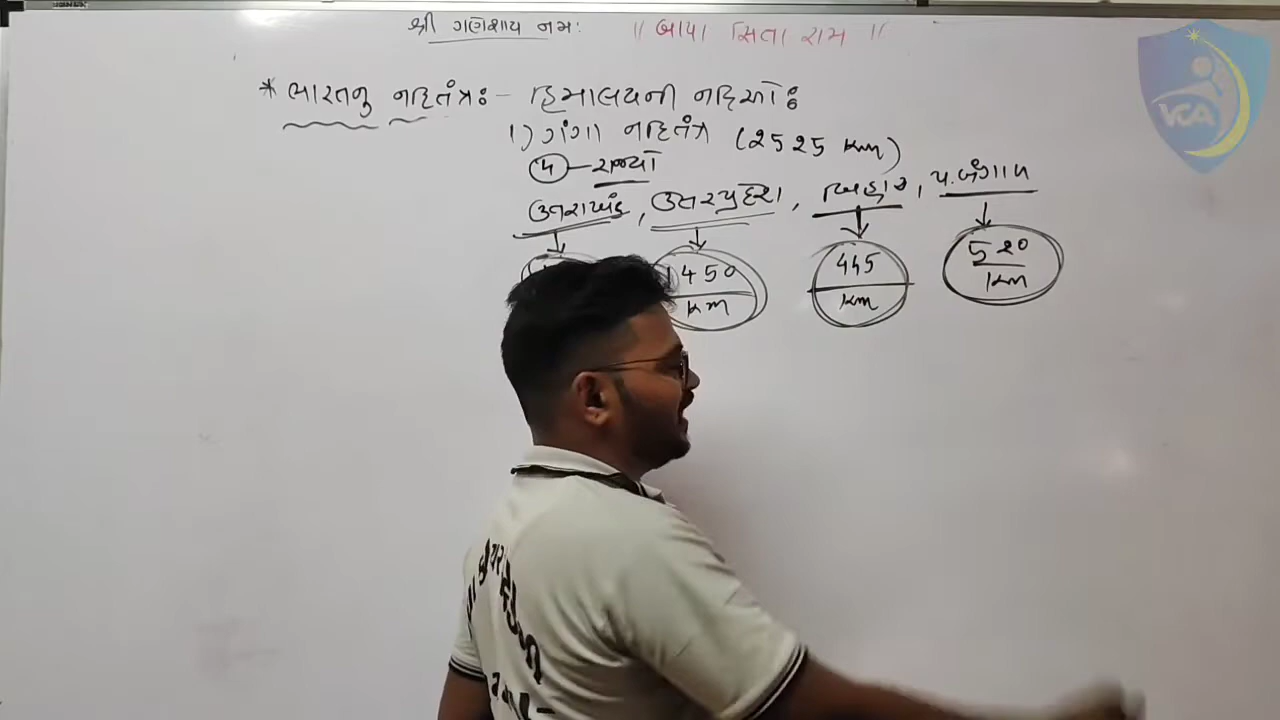 શ્રી ગણેશાય નમઃ ॥ બાપા સિતા રામ ॥
* ભારતનુ નદિતંત્રઃ - હિમાલયની નદિઓઃ
1) ગંગા નદિતંત્ર (2525 km)
4 - રાજ્યો
ઉત્તરાખંડ, ઉત્તરપ્રદેશ, બિહાર, પ. બંગાળ
1450 km 445 km 520 km
VCA